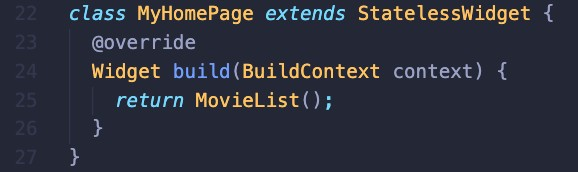 22 class MyHomePage extends StatelessWidget {
23 @override
24 Widget build(BuildContext context) {
25 return MovieList();
26 }
27 }